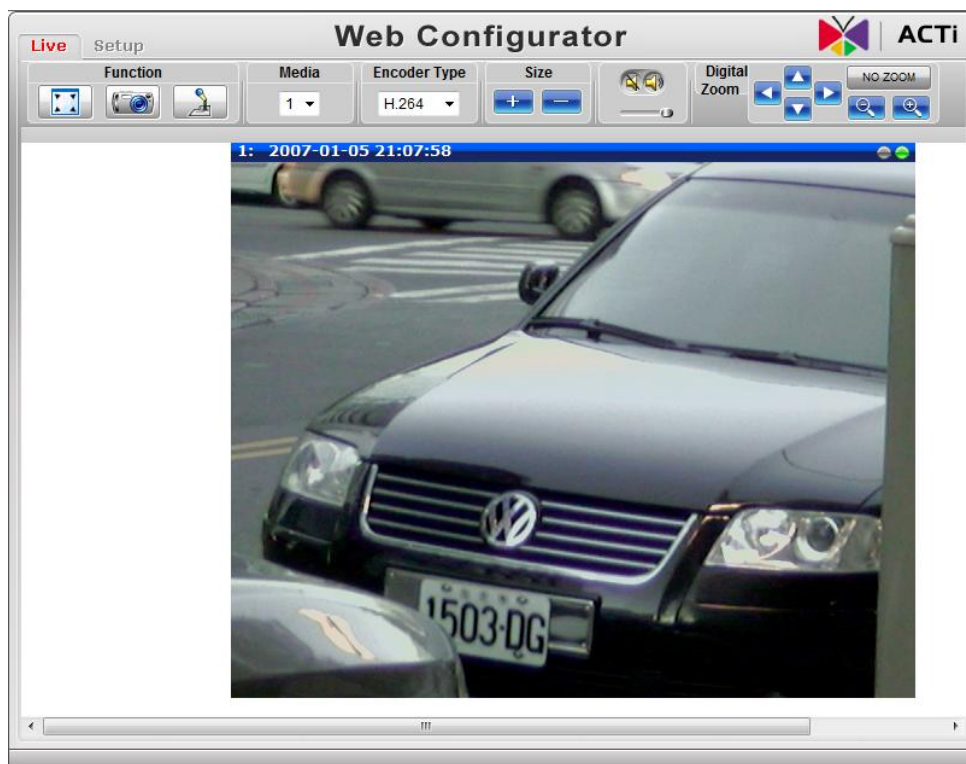 Live Setup Web Configurator ACTi
Function Media Encoder Type Size Digital Zoom
1 H.264 NO ZOOM
1: 2007-01-05 21:07:58
1503-DG